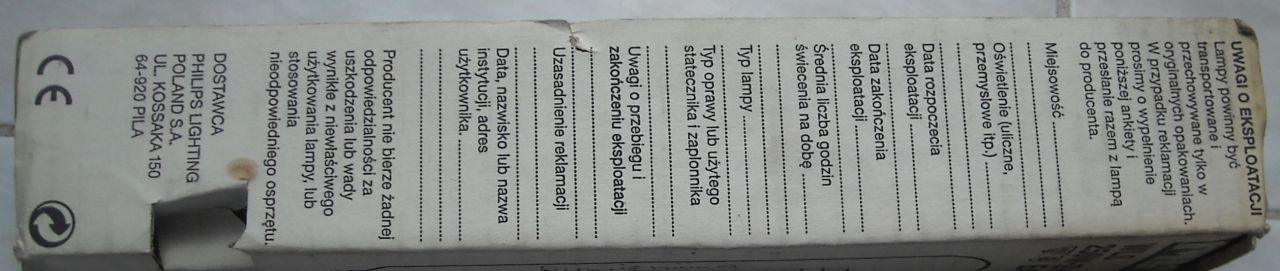 UWAGI O EKSPLOATACJI
Lampy powinny być
transportowane i
przechowywane tylko w
oryginalnych opakowaniach.
W przypadku reklamacji
prosimy o wypełnienie
poniższej ankiety i
przesłanie razem z lampą
do producenta.
Miejsowość
Oświetlenie (uliczne,
przemysłowe itp.)
Data rozpoczecia
eksploatacj
Data zakończenia
eksploatacji
Średnia liczba godzin
świecenia na dobę
Typ lampy
Typ oprawy lub użytego
statecznika i zapłonnika
Uwagi o przebiegu i
zakończeniu eksploatacji
Uzasadnienie reklamacji
Data, nazwisko lub nazwa
instytucji, adres
użytkownika.
Producent nie bierze żadnej
odpowiedzialności za
uszkodzenia lub wady
wynikłe z niewłaściwego
użytkowania lampy, lub
stosowania
nieodpowiedniego osprzętu.
DOSTAWCA
PHILIPS LIGHTING
POLAND S.A.
UL. KOSSAKA 150
64-920 PIŁA
CE